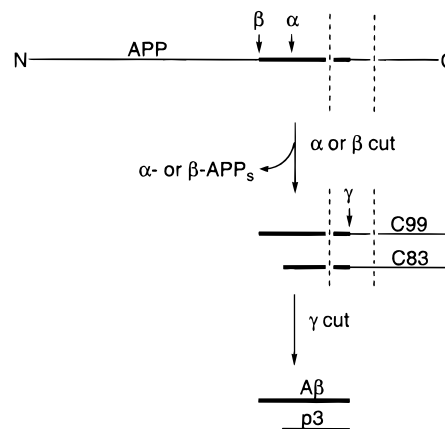 β α
N APP C
α or β cut
α- or β-APPs
γ
C99
C83
γ cut
Aβ
p3